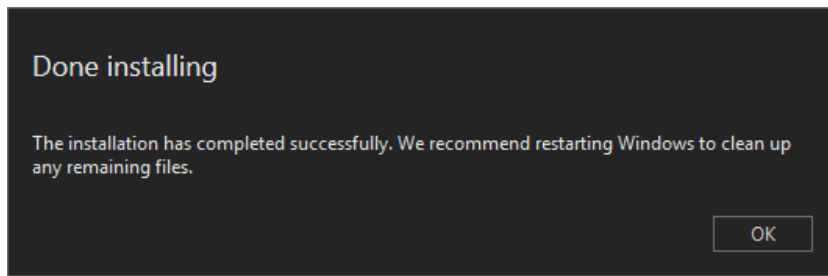 Done installing
The installation has completed successfully. We recommend restarting Windows to clean up
any remaining files.
OK